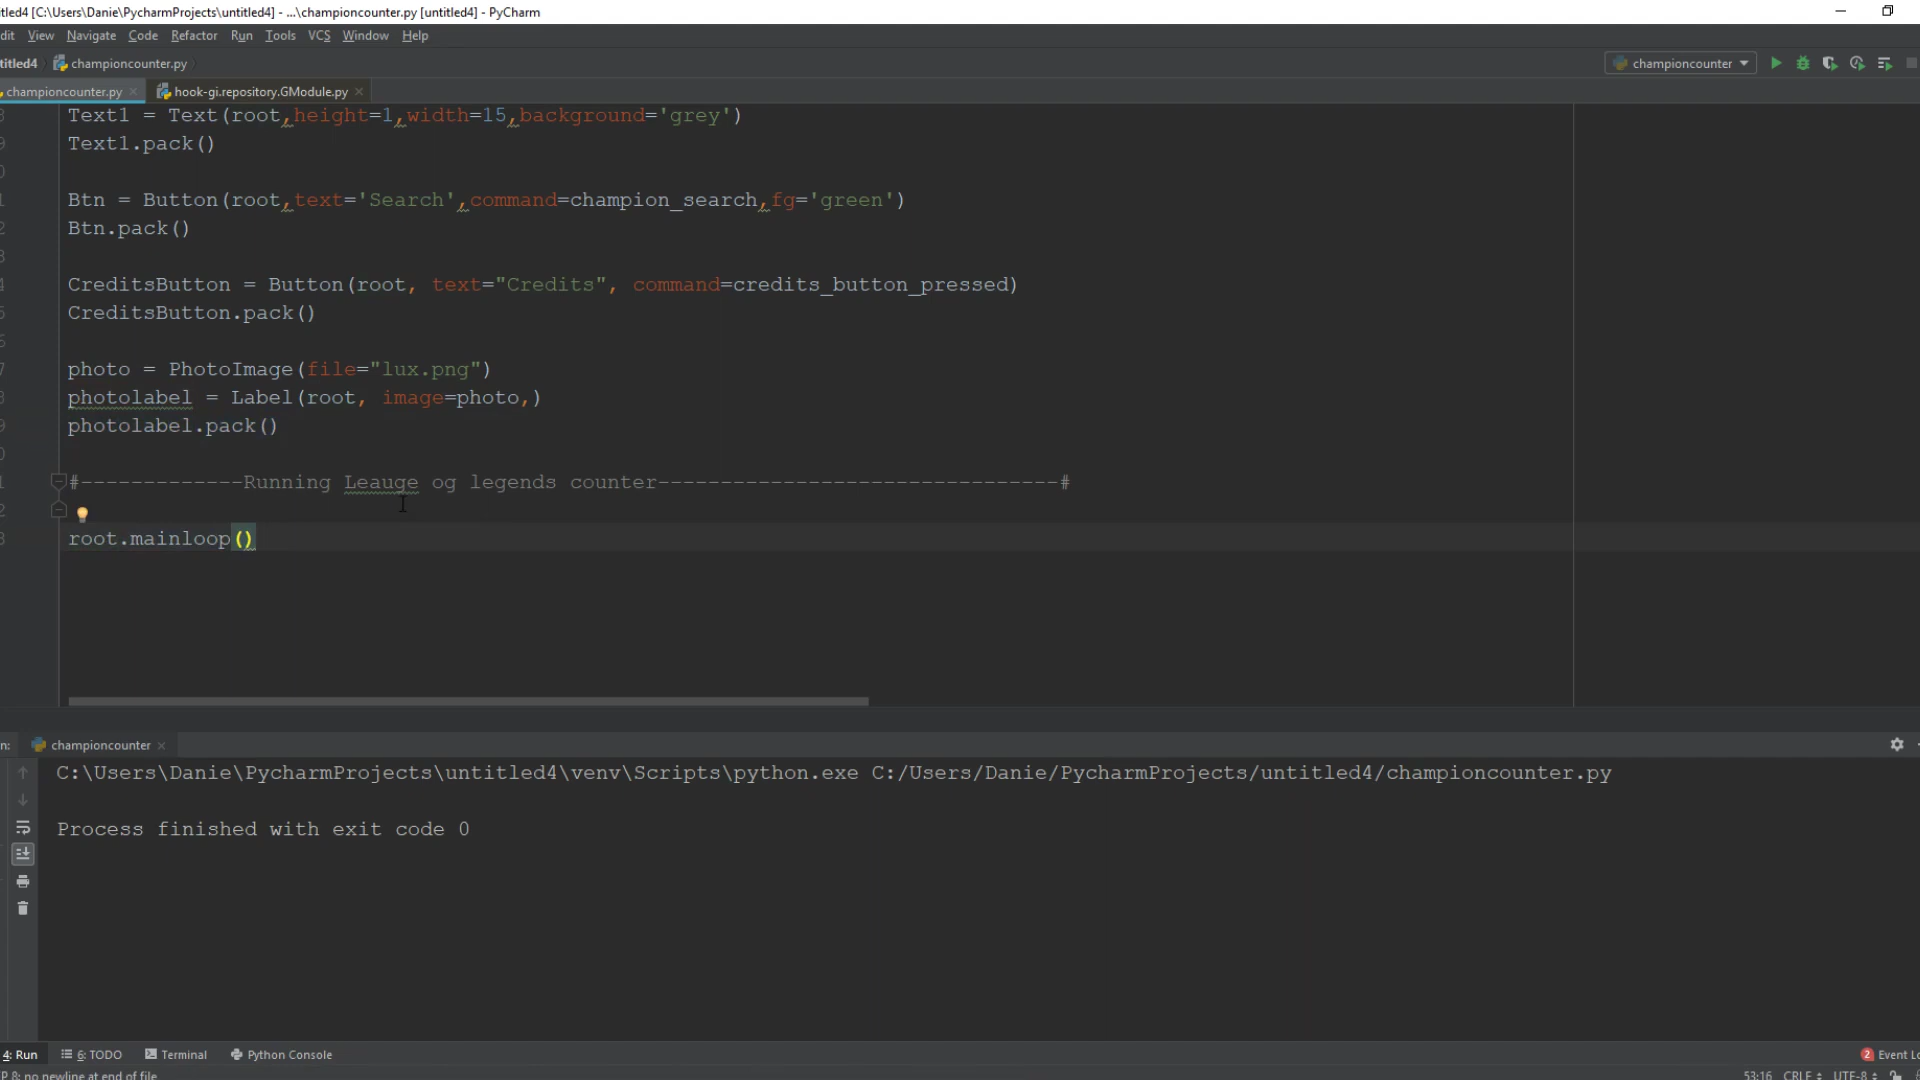 titled4 [C:\Users\Danie\PycharmProjects\untitled4] - ...\championcounter.py [untitled4] - PyCharm
dit View Navigate Code Refactor Run Tools VCS Window Help
titled4 championcounter.py championcounter
championcounter.py hook-gi.repository.GModule.py
Text1 = Text(root,height=1,width=15,background='grey')
Text1.pack()
Btn = Button(root,text='Search',command=champion_search,fg='green')
Btn.pack()
CreditsButton = Button(root, text="Credits", command=credits_button_pressed)
CreditsButton.pack()
photo = PhotoImage(file="lux.png")
photolabel = Label(root, image=photo,)
photolabel.pack()
#-------------Running Leauge og legends counter--------------------------------#
root.mainloop()
n: championcounter
C:\Users\Danie\PycharmProjects\untitled4\venv\Scripts\python.exe C:/Users/Danie/PycharmProjects/untitled4/championcounter.py
Process finished with exit code 0
4: Run 6: TODO Terminal Python Console 2 Event Lo
P 8: no newline at end of file 53:16 CRLF UTF-8